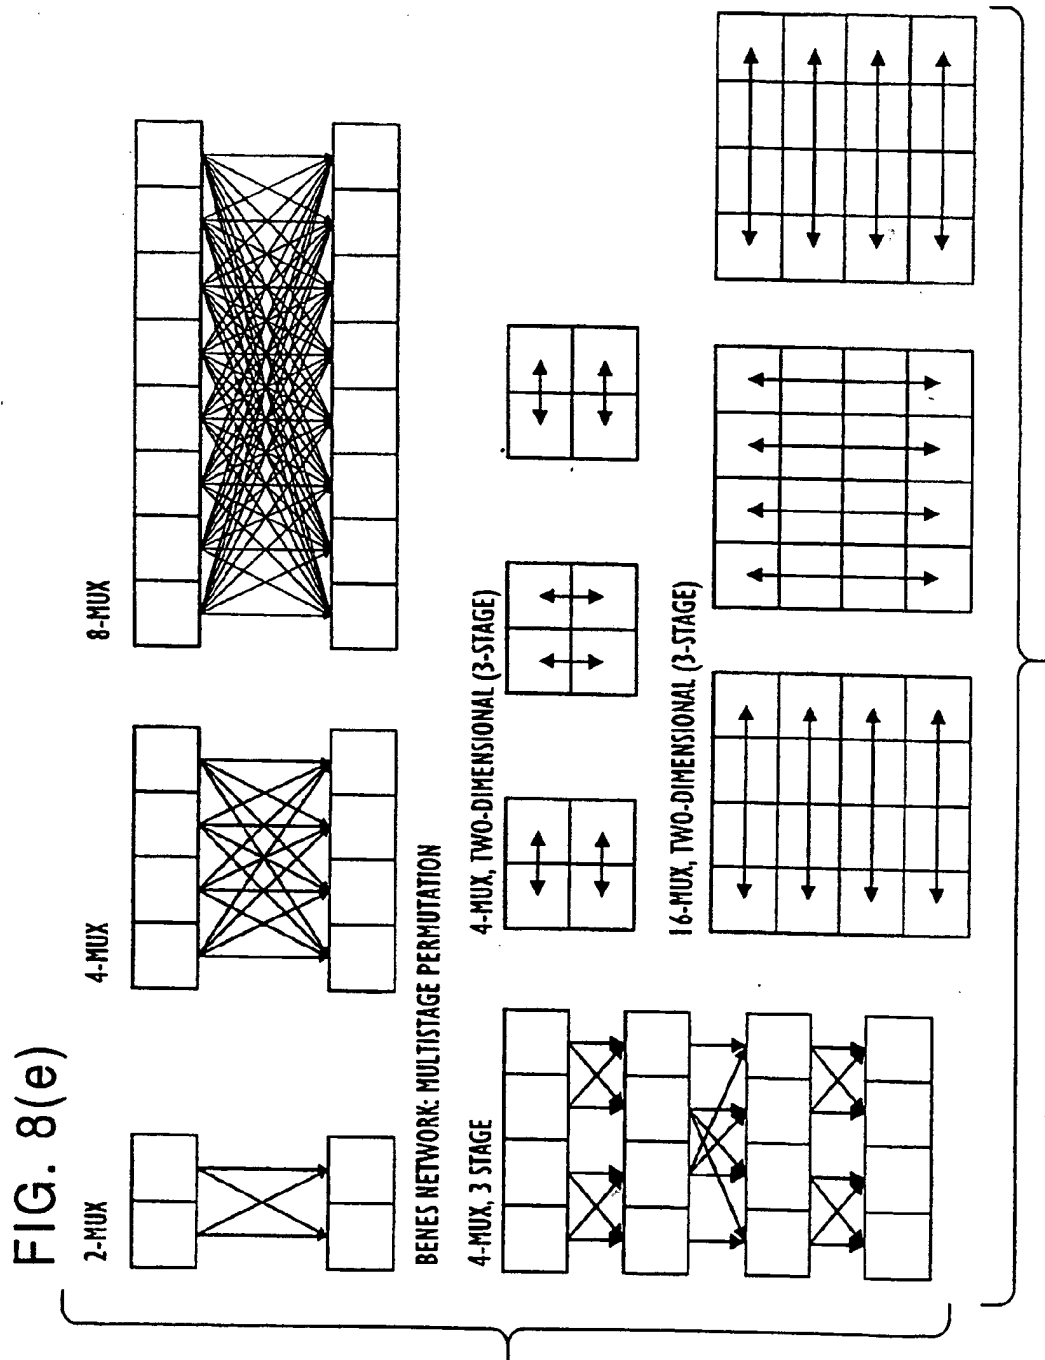 FIG. 8(e)
2-MUX
4-MUX
8-MUX
BENES NETWORK: MULTISTAGE PERMUTATION
4-MUX, 3 STAGE
4-MUX, TWO-DIMENSIONAL (3-STAGE)
16-MUX, TWO-DIMENSIONAL (3-STAGE)